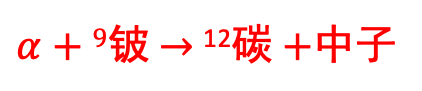 α + ⁹铍 → ¹²碳 +中子